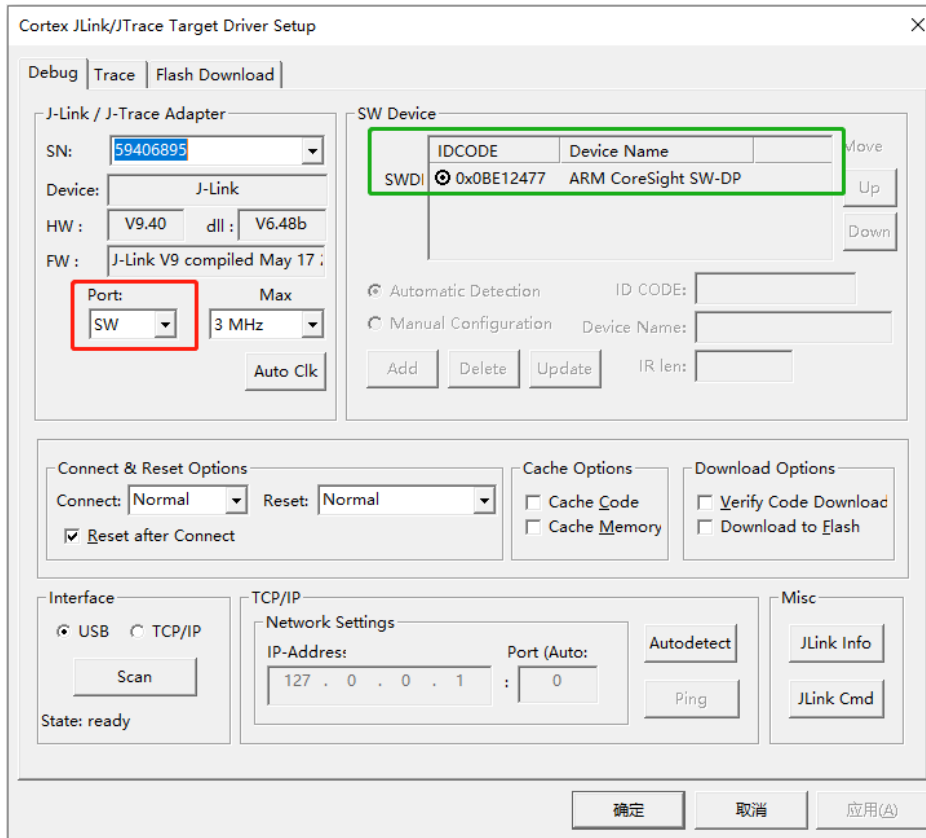 Cortex JLink/JTrace Target Driver Setup
Debug Trace Flash Download
J-Link / J-Trace Adapter
SN: 59406895
Device: J-Link
HW : V9.40 dll : V6.48b
FW : J-Link V9 compiled May 17 2
Port: Max
SW 3 MHz
Auto Clk
SW Device
IDCODE Device Name Move
SWDI 0x0BE12477 ARM CoreSight SW-DP Up
Down
Automatic Detection ID CODE:
Manual Configuration Device Name:
Add Delete Update IR len:
Connect & Reset Options
Connect: Normal Reset: Normal
Reset after Connect
Cache Options
Cache Code
Cache Memory
Download Options
Verify Code Download
Download to Flash
Interface
USB TCP/IP
Scan
State: ready
TCP/IP
Network Settings
IP-Address Port (Auto:
127 . 0 . 0 . 1 : 0
Autodetect
Ping
Misc
JLink Info
JLink Cmd
确定 取消 应用(A)